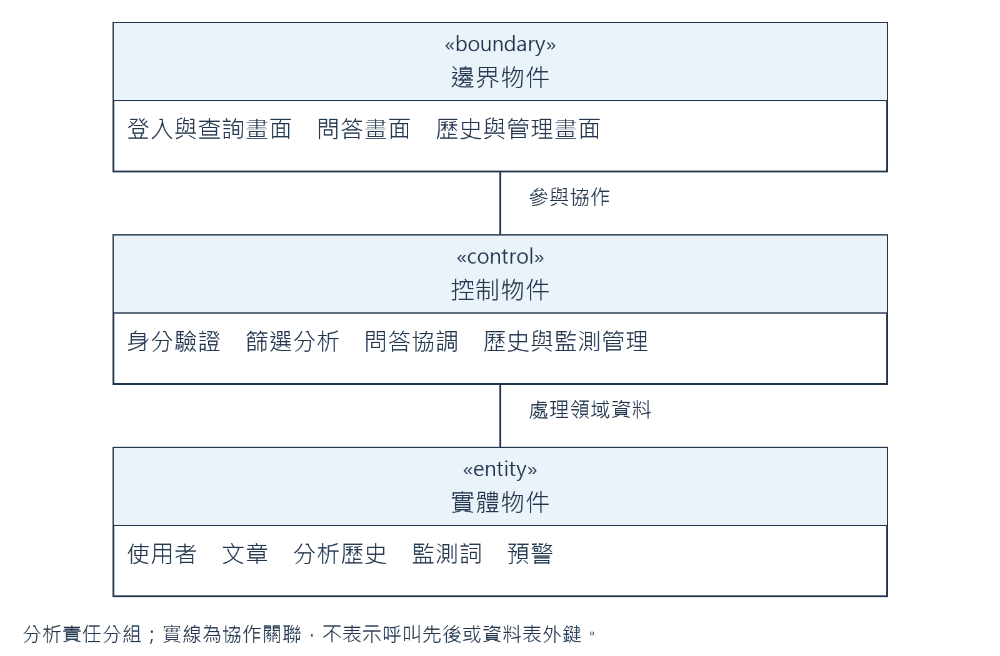 «boundary»
邊界物件
登入與查詢畫面　問答畫面　歷史與管理畫面
參與協作
«control»
控制物件
身分驗證　篩選分析　問答協調　歷史與監測管理
處理領域資料
«entity»
實體物件
使用者　文章　分析歷史　監測詞　預警
分析責任分組；實線為協作關聯，不表示呼叫先後或資料表外鍵。